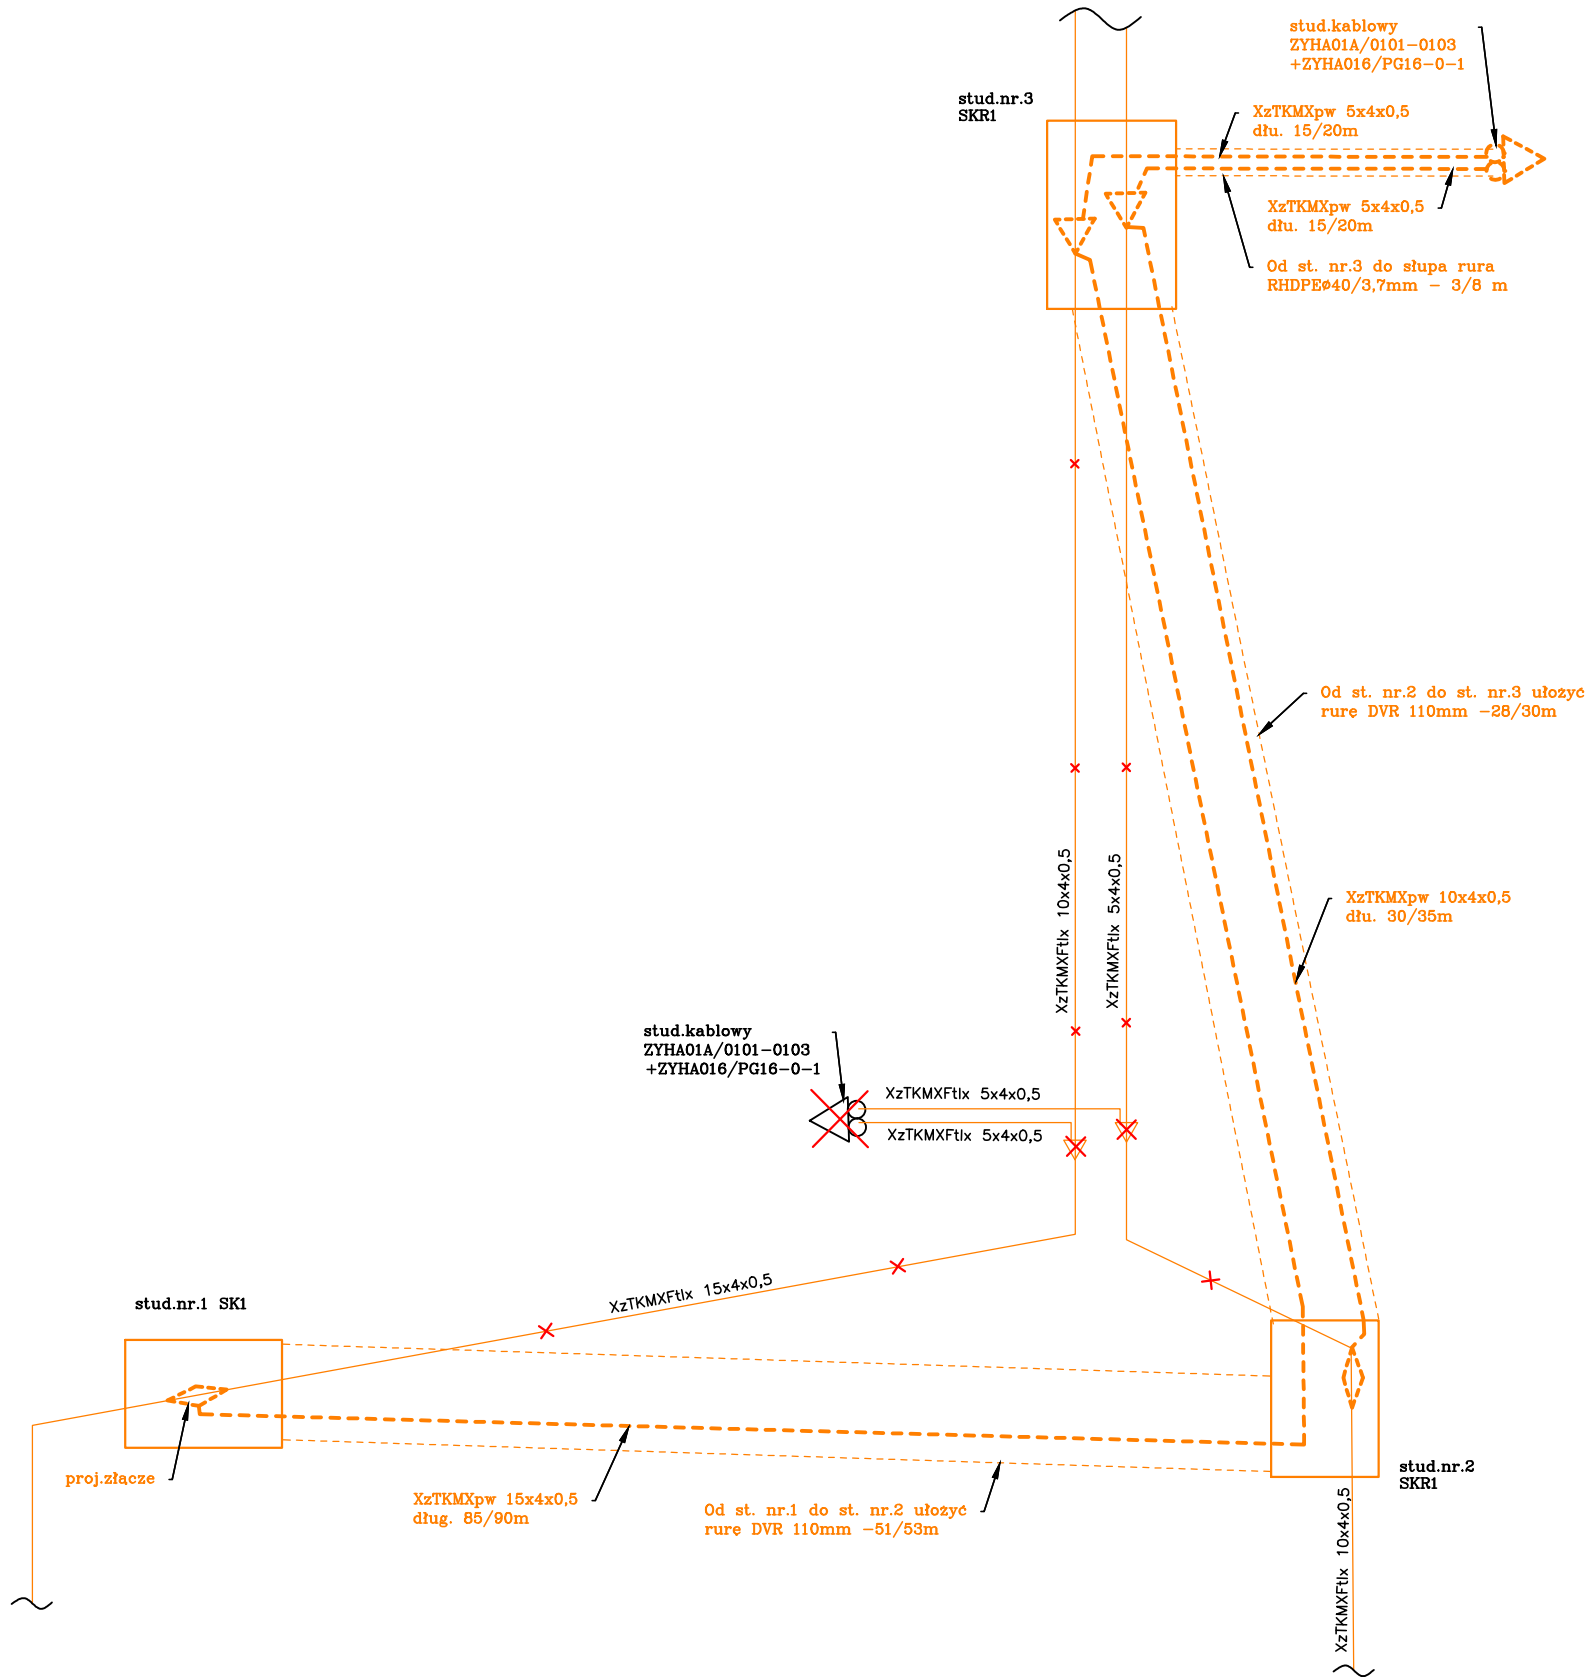 stud.kablowy
ZYHA01A/0101-0103
+ZYHA016/PG16-0-1
stud.nr.3
SKR1
XzTKMXpw 5x4x0,5
dłu. 15/20m
XzTKMXpw 5x4x0,5
dłu. 15/20m
Od st. nr.3 do słupa rura
RHDPEø40/3,7mm - 3/8 m
Od st. nr.2 do st. nr.3 ułożyć
rurę DVR 110mm -28/30m
XzTKMXFtlx 10x4x0,5
XzTKMXFtlx 5x4x0,5
XzTKMXpw 10x4x0,5
dłu. 30/35m
stud.kablowy
ZYHA01A/0101-0103
+ZYHA016/PG16-0-1
XzTKMXFtlx 5x4x0,5
XzTKMXFtlx 5x4x0,5
XzTKMXFtlx 15x4x0,5
stud.nr.1 SK1
proj.złącze
XzTKMXpw 15x4x0,5
dług. 85/90m
Od st. nr.1 do st. nr.2 ułożyć
rurę DVR 110mm -51/53m
stud.nr.2
SKR1
XzTKMXFtlx 10x4x0,5